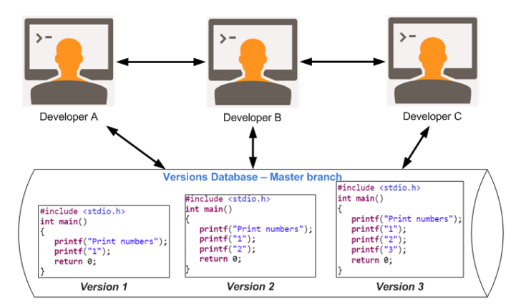 >-
>-
>-
Developer A
Developer B
Developer C
Versions Database – Master branch
#include <stdio.h>
int main()
{
printf("Print numbers");
printf("1");
return 0;
}
Version 1
#include <stdio.h>
int main()
{
printf("Print numbers");
printf("1");
printf("2");
return 0;
}
Version 2
#include <stdio.h>
int main()
{
printf("Print numbers");
printf("1");
printf("2");
printf("3");
return 0;
}
Version 3